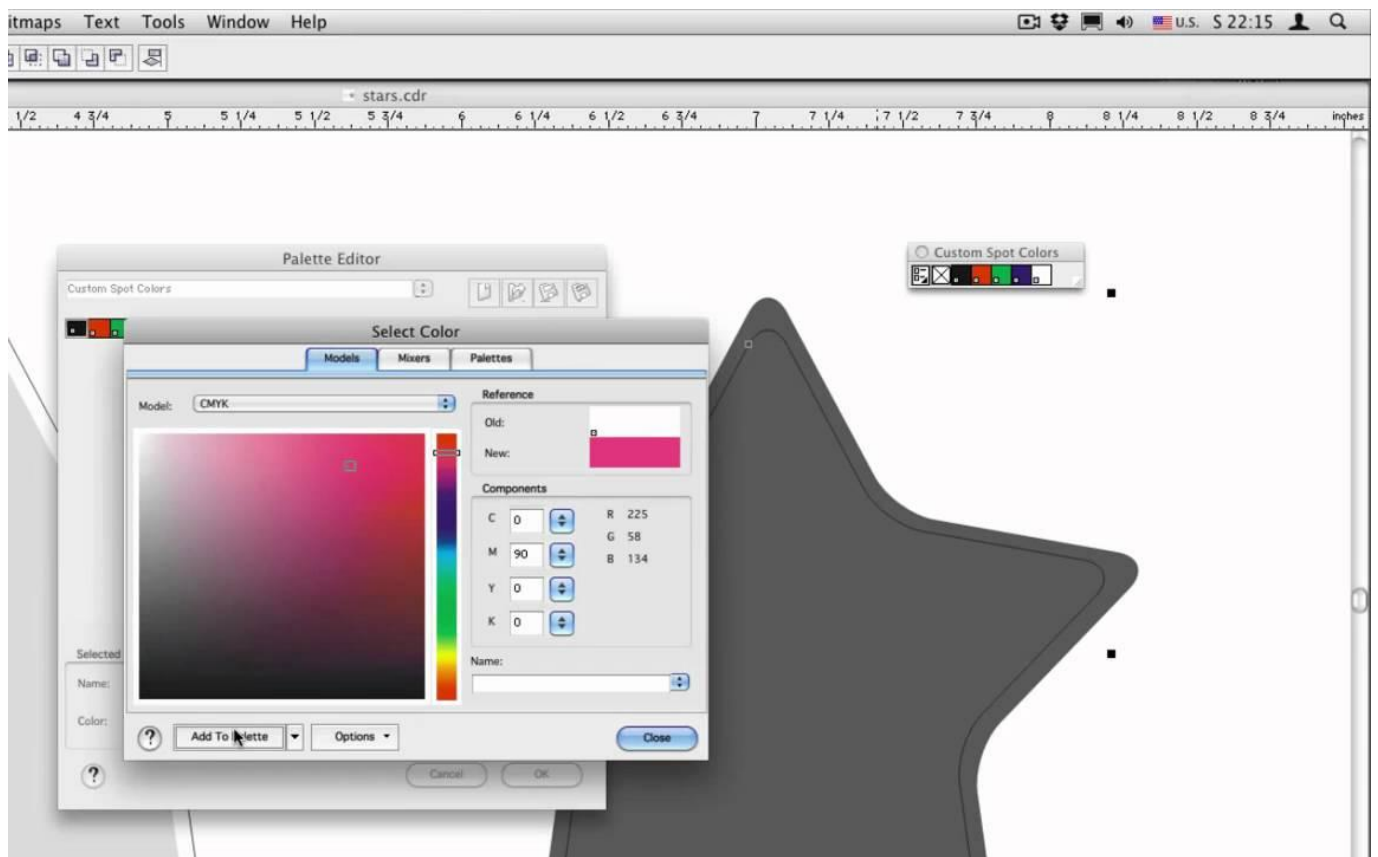 itmaps Text Tools Window Help U.S. S 22:15
stars.cdr
1/2 4 3/4 5 5 1/4 5 1/2 5 3/4 6 6 1/4 6 1/2 6 3/4 7 7 1/4 7 1/2 7 3/4 8 8 1/4 8 1/2 8 3/4 inches
Custom Spot Colors
Palette Editor
Custom Spot Colors
Select Color
Models Mixers Palettes
Model: CMYK
Reference
Old:
New:
Components
C 0 R 225
G 58
M 90 B 134
Y 0
K 0
Name:
Selected
Name:
Color:
? Add To Palette Options Close
? Cancel OK